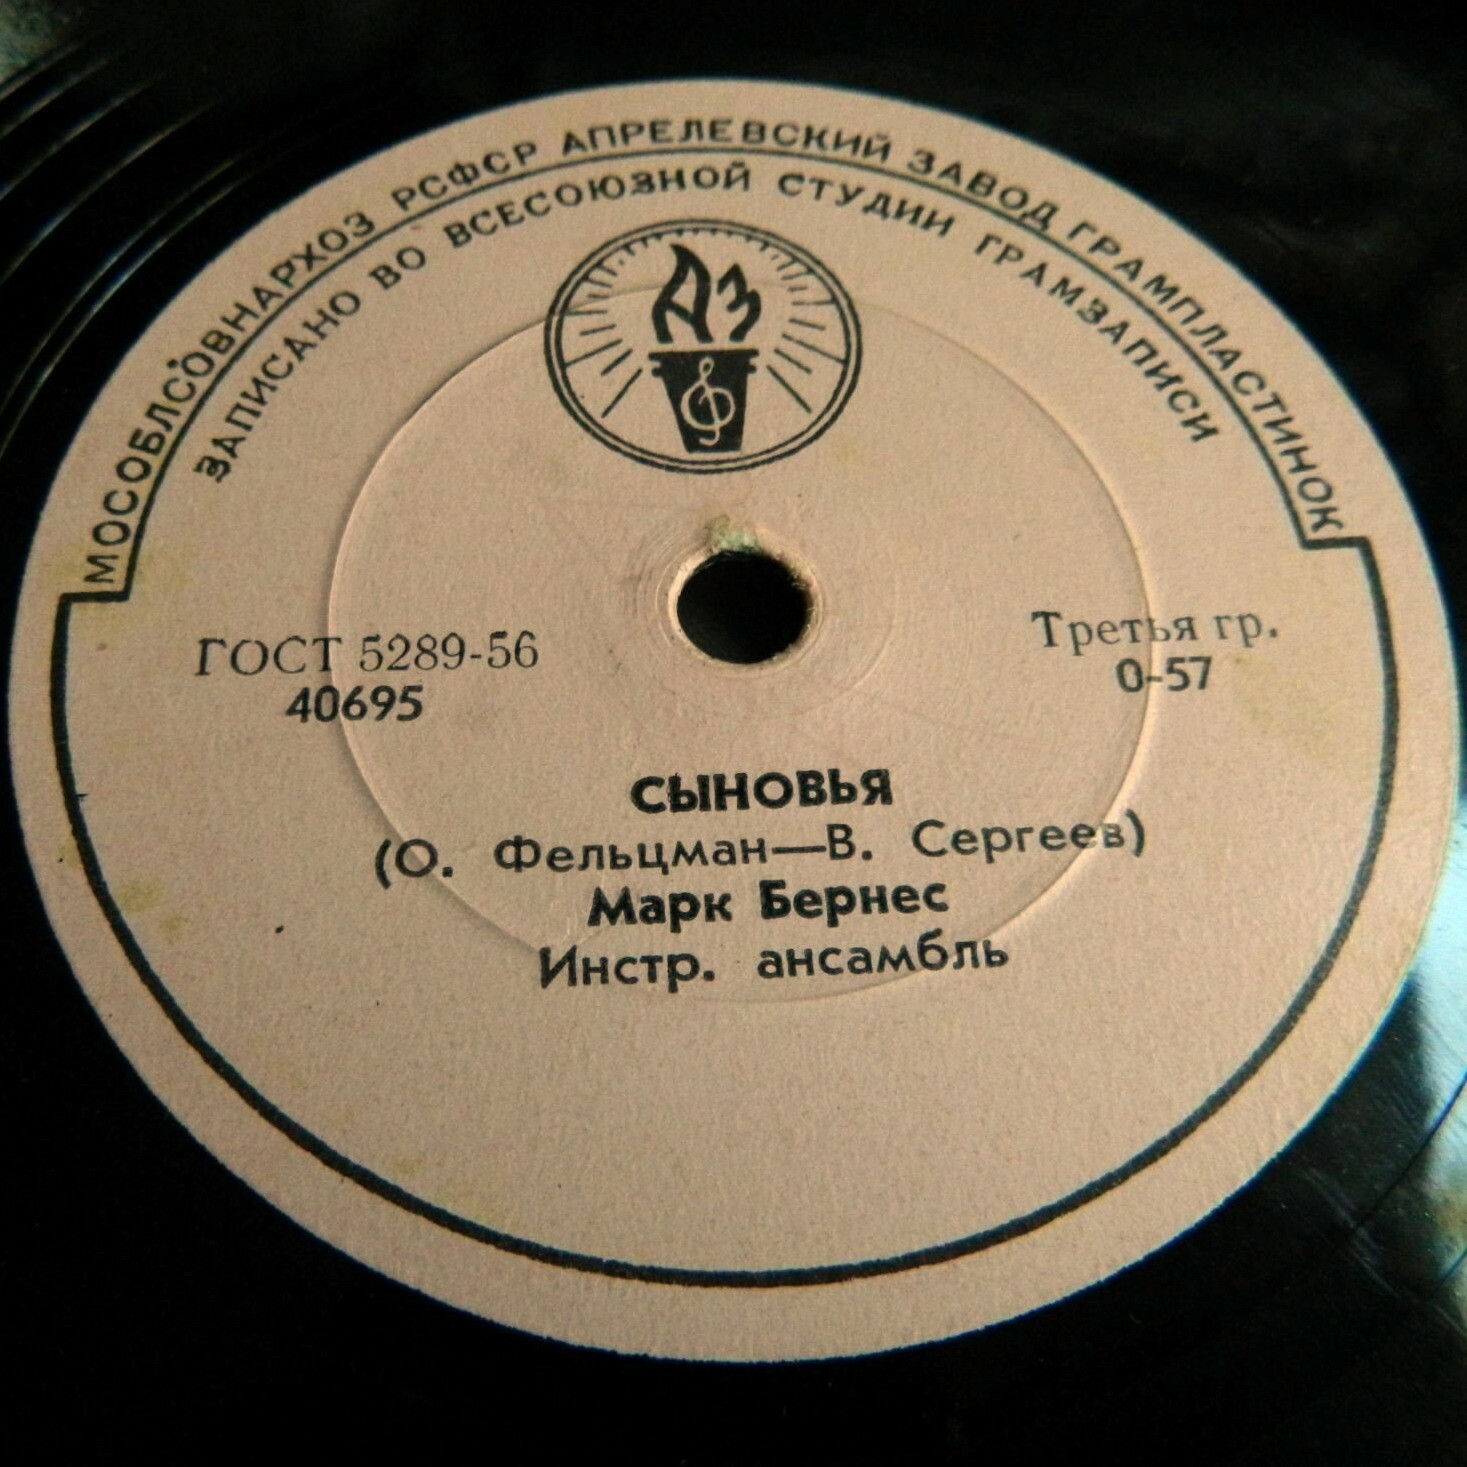 МОСОБЛСОВНАРХОЗ РСФСР АПРЕЛЕВСКИЙ ЗАВОД ГРАМПЛАСТИНОК
ЗАПИСАНО ВО ВСЕСОЮЗНОЙ СТУДИИ ГРАМЗАПИСИ
АЗ
ГОСТ 5289-56
40695
Третья гр.
0-57
СЫНОВЬЯ
(О. Фельцман—В. Сергеев)
Марк Бернес
Инстр. ансамбль